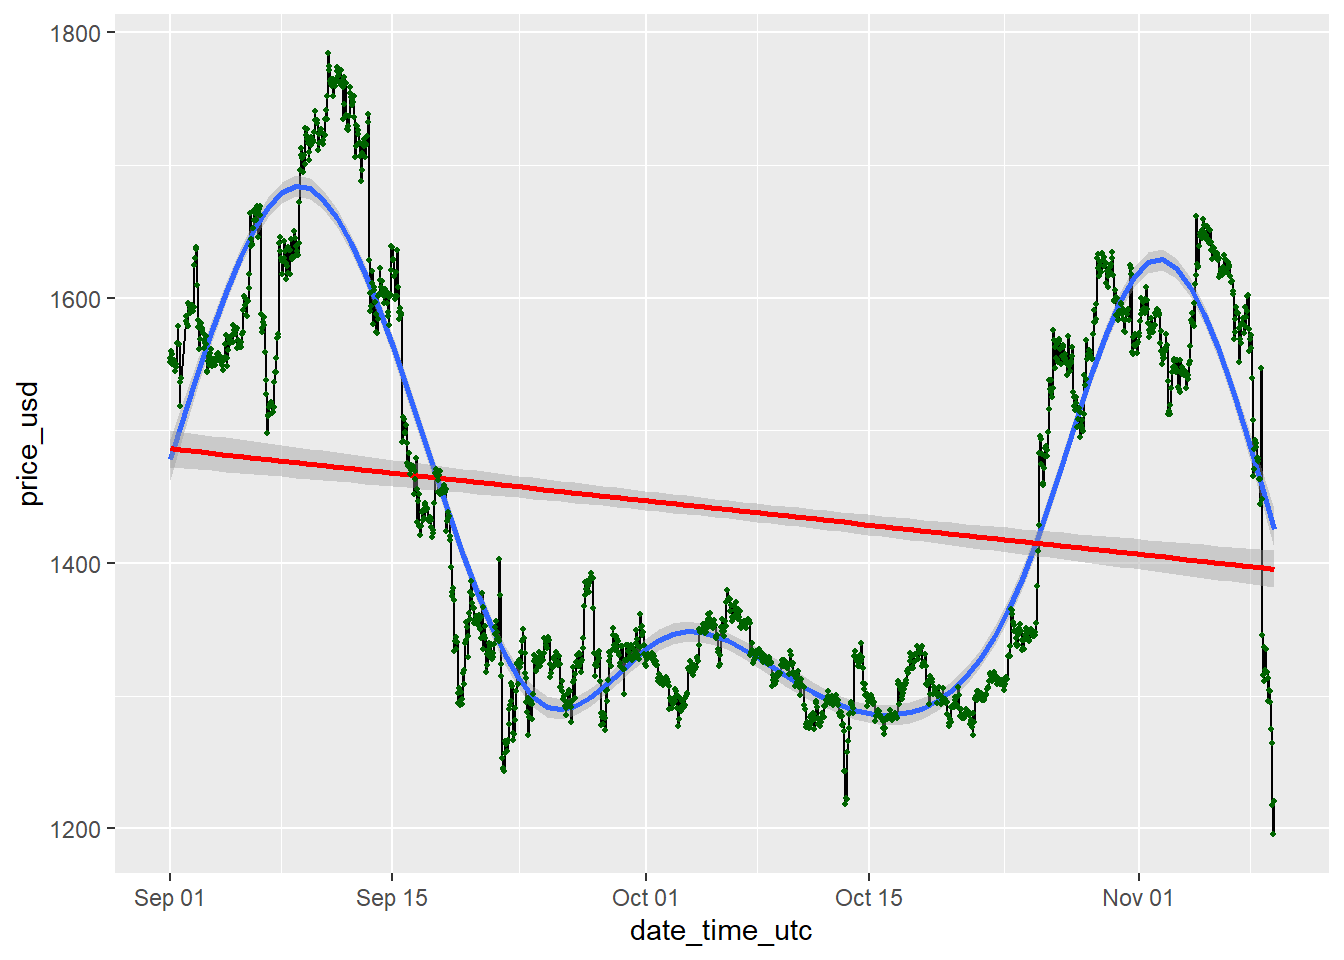 1800
1600
1400
1200
price_usd
Sep 01
Sep 15
Oct 01
Oct 15
Nov 01
date_time_utc